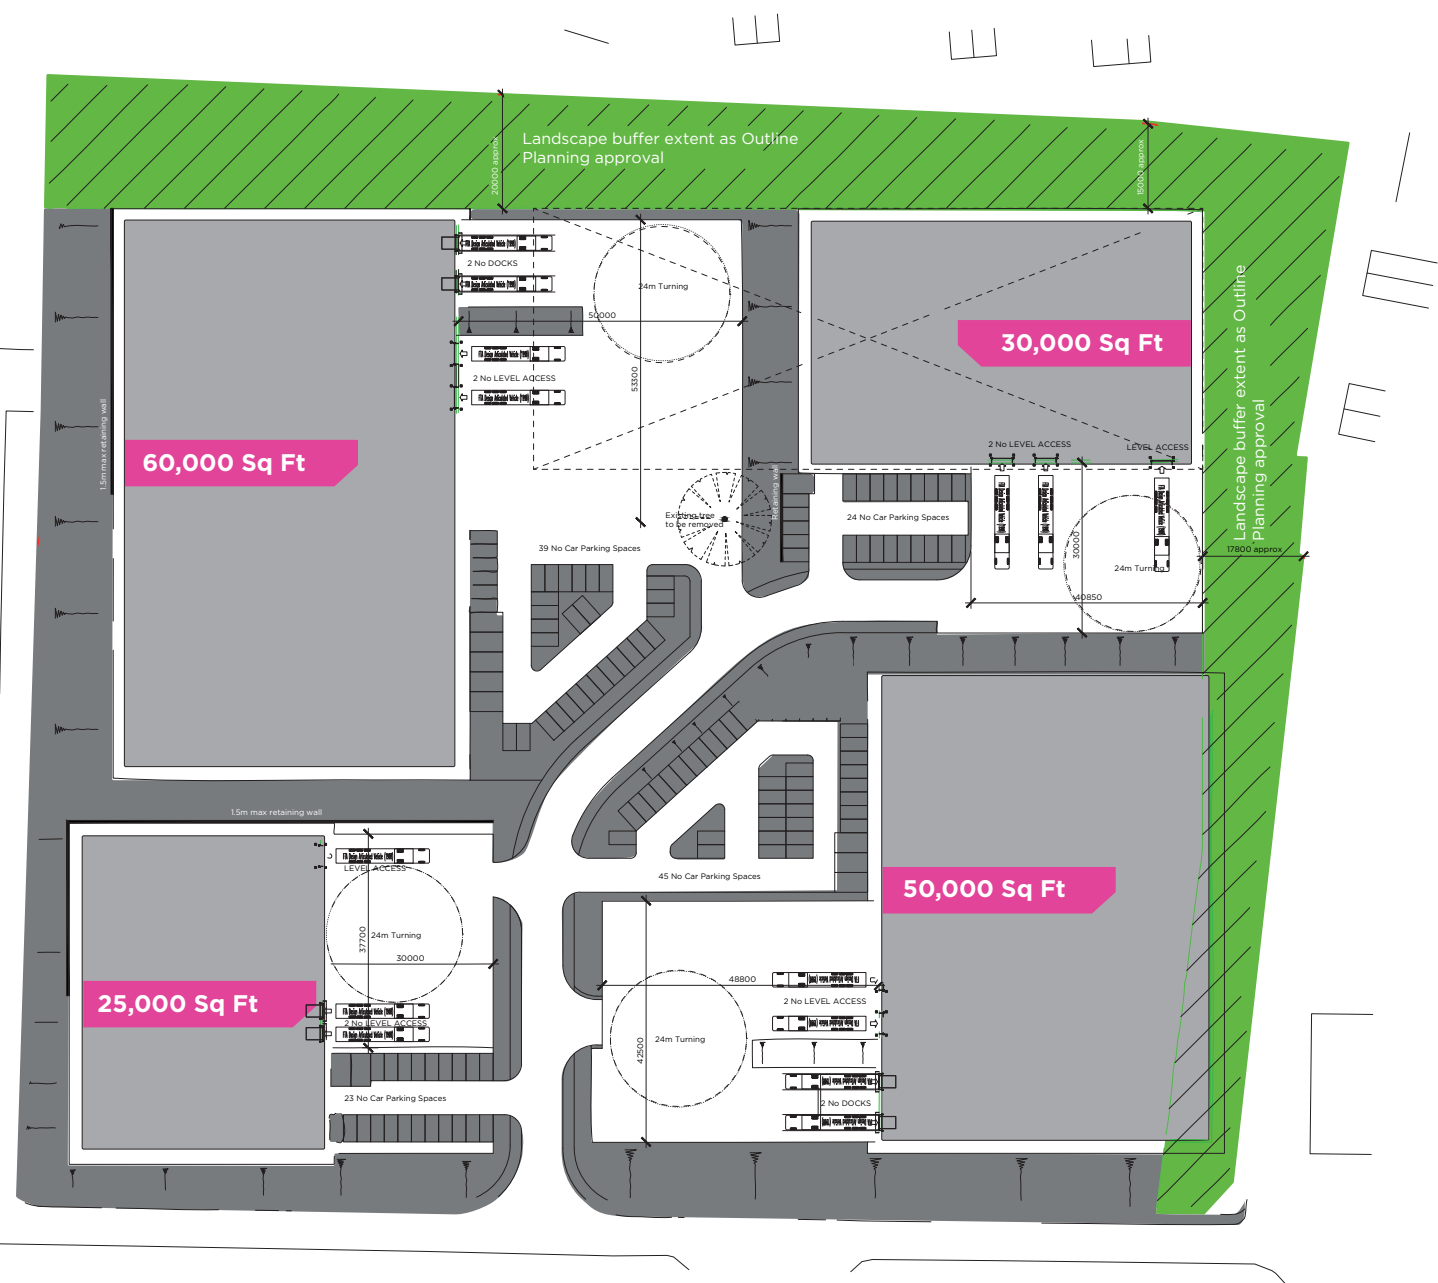 Landscape buffer extent as Outline
Planning approval
20000 approx
15000 approx
2 No DOCKS
24m Turning
50000
53300
2 No LEVEL ACCESS
30,000 Sq Ft
Landscape buffer extent as Outline
Planning approval
1.5m max retaining wall
60,000 Sq Ft
2 No LEVEL ACCESS
LEVEL ACCESS
Retaining wall
Existing tree
to be removed
24 No Car Parking Spaces
39 No Car Parking Spaces
30000
24m Turning
17800 approx
40850
1.5m max retaining wall
LEVEL ACCESS
45 No Car Parking Spaces
50,000 Sq Ft
37700
24m Turning
30000
48800
25,000 Sq Ft
2 No LEVEL ACCESS
2 No LEVEL ACCESS
42500
24m Turning
23 No Car Parking Spaces
2 No DOCKS